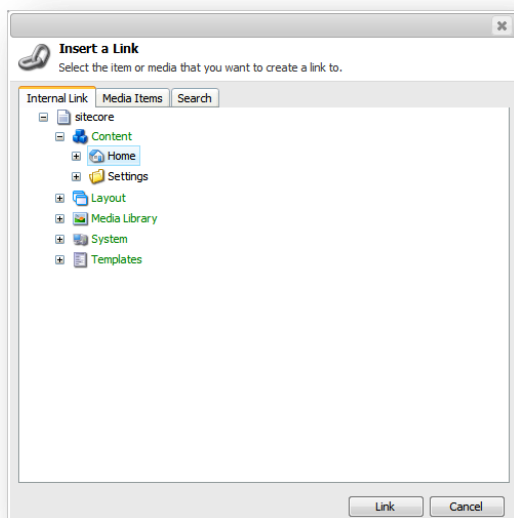 Insert a Link
Select the item or media that you want to create a link to.
Internal Link Media Items Search
sitecore
Content
Home
Settings
Layout
Media Library
System
Templates
Link Cancel